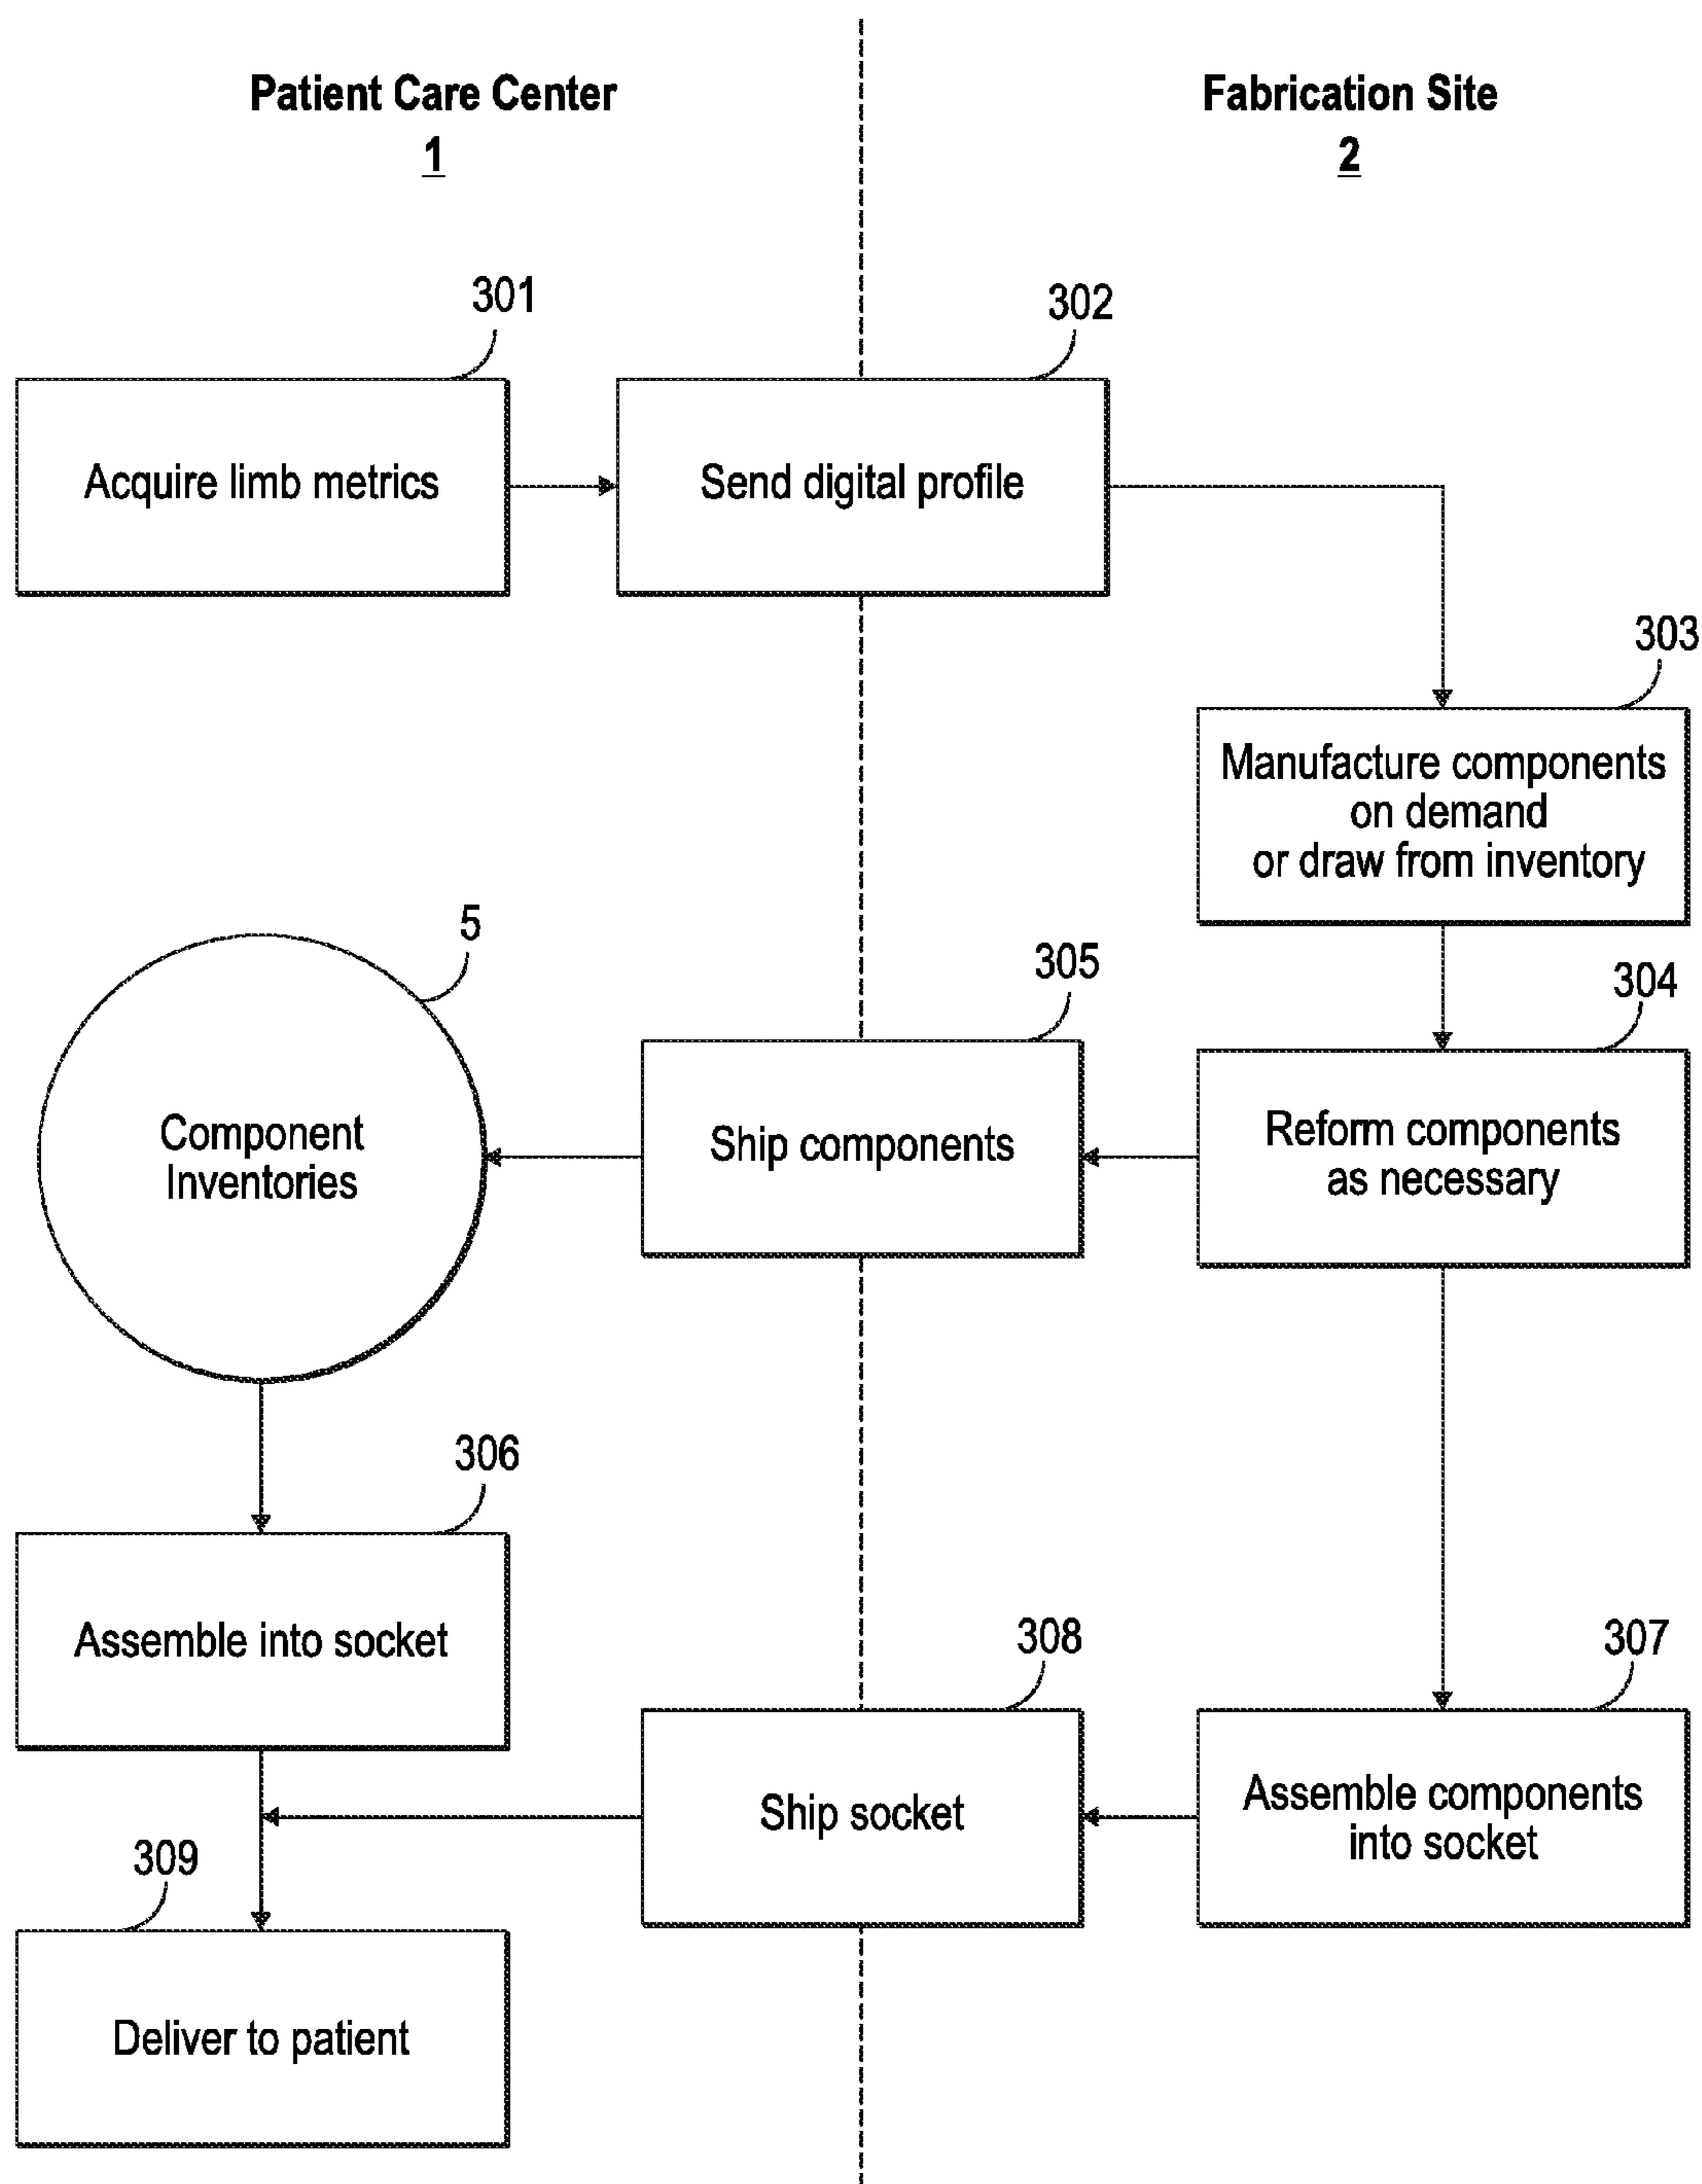 Patient Care Center
1
Fabrication Site
2
301
302
Acquire limb metrics
Send digital profile
303
Manufacture components
on demand
or draw from inventory
5
305
304
Component
Inventories
Ship components
Reform components
as necessary
306
Assemble into socket
308
307
Ship socket
Assemble components
into socket
309
Deliver to patient